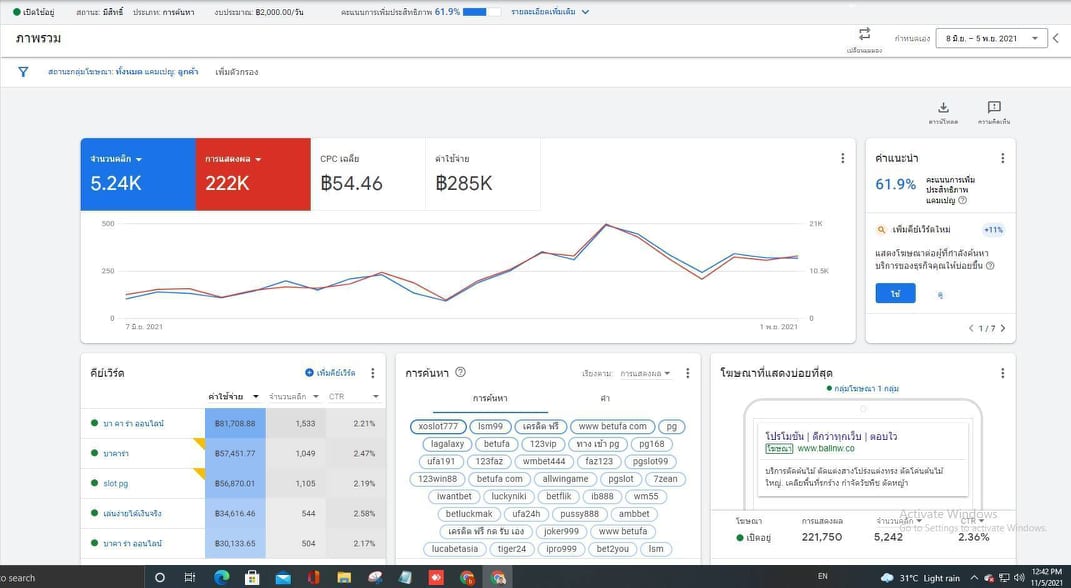 เปิดใช้อยู่ สถานะ: มีสิทธิ์ ประเภท: การค้นหา งบประมาณ: ฿2,000.00/วัน คะแนนการเพิ่มประสิทธิภาพ 61.9% รายละเอียดเพิ่มเติม
ภาพรวม
เปลี่ยนมุมมอง กำหนดเอง 8 มิ.ย. – 5 พ.ย. 2021
สถานะกลุ่มโฆษณา: ทั้งหมด แคมเปญ: ลูกค้า เพิ่มตัวกรอง
ดาวน์โหลด ความคิดเห็น
จำนวนคลิก การแสดงผล CPC เฉลี่ย ค่าใช้จ่าย
5.24K 222K ฿54.46 ฿285K
500 21K
250 10.5K
0 0
7 มิ.ย. 2021 1 พ.ย. 2021
คำแนะนำ
61.9% คะแนนการเพิ่ม
ประสิทธิภาพ
แคมเปญ
เพิ่มคีย์เวิร์ดใหม่ +11%
แสดงโฆษณาต่อผู้ที่กำลังค้นหา
บริการของธุรกิจคุณให้บ่อยขึ้น
ใช้ ดู
1 / 7
คีย์เวิร์ด เพิ่มคีย์เวิร์ด
ค่าใช้จ่าย จำนวนคลิก CTR
บา คา ร่า ออนไลน์ ฿81,708.88 1,533 2.21%
บาคาร่า ฿57,451.77 1,049 2.47%
slot pg ฿56,870.01 1,105 2.19%
เล่นง่ายได้เงินจริง ฿34,616.46 544 2.58%
บาคา ร่า ออนไลน์ ฿30,133.65 504 2.17%
การค้นหา เรียงตาม: การแสดงผล
การค้นหา คำ
xoslot777 lsm99 เครดิต ฟรี www betufa com pg
lagalaxy betufa 123vip ทาง เข้า pg pg168
ufa191 123faz wmbet444 faz123 pgslot99
123win88 betufa com allwingame pgslot 7zean
iwantbet luckyniki betflik ib888 wm55
betluckmak ufa24h pussy888 ambbet
เครดิต ฟรี กด รับ เอง joker999 www betufa
lucabetasia tiger24 ipro999 bet2you lsm
โฆษณาที่แสดงบ่อยที่สุด
กลุ่มโฆษณา 1 กลุ่ม
โปรโมชัน | ดีกว่าทุกเว็บ | ตอบไว
โฆษณา www.ballnw.co
บริการตัดต้นไม้ ตัดแต่งสางโปร่งแต่งทรง ตัดโค่นต้นไม้
ใหญ่. เคลียพื้นที่รกร้าง กำจัดวัชพืช ตัดหญ้า
โฆษณา การแสดงผล จำนวนคลิก CTR
เปิดอยู่ 221,750 5,242 2.36%
Activate Windows
Go to Settings to activate Windows.
o search EN 31°C Light rain 12:42 PM
11/5/2021